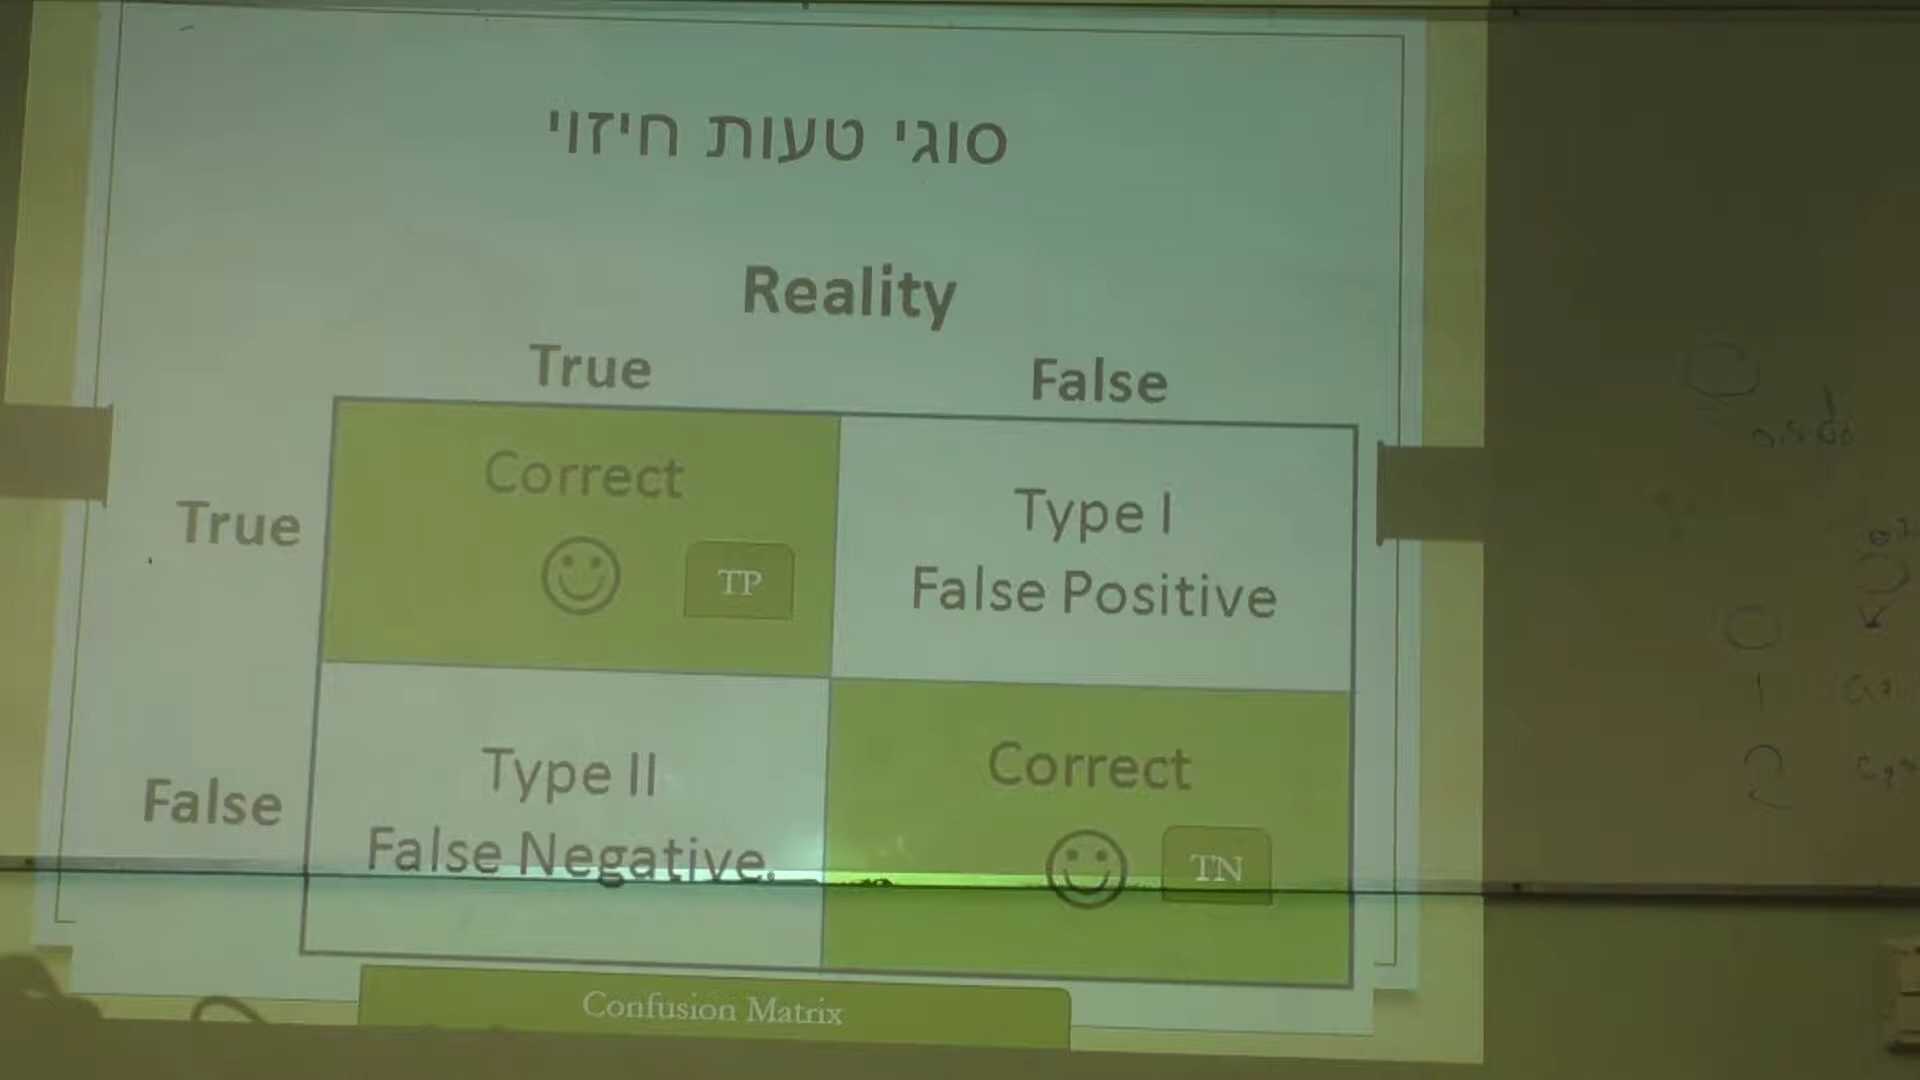 סוגי טעות חיזוי
Reality
True False
True
Correct
TP
Type I
False Positive
False
Type II
False Negative.
Correct
TN
Confusion Matrix